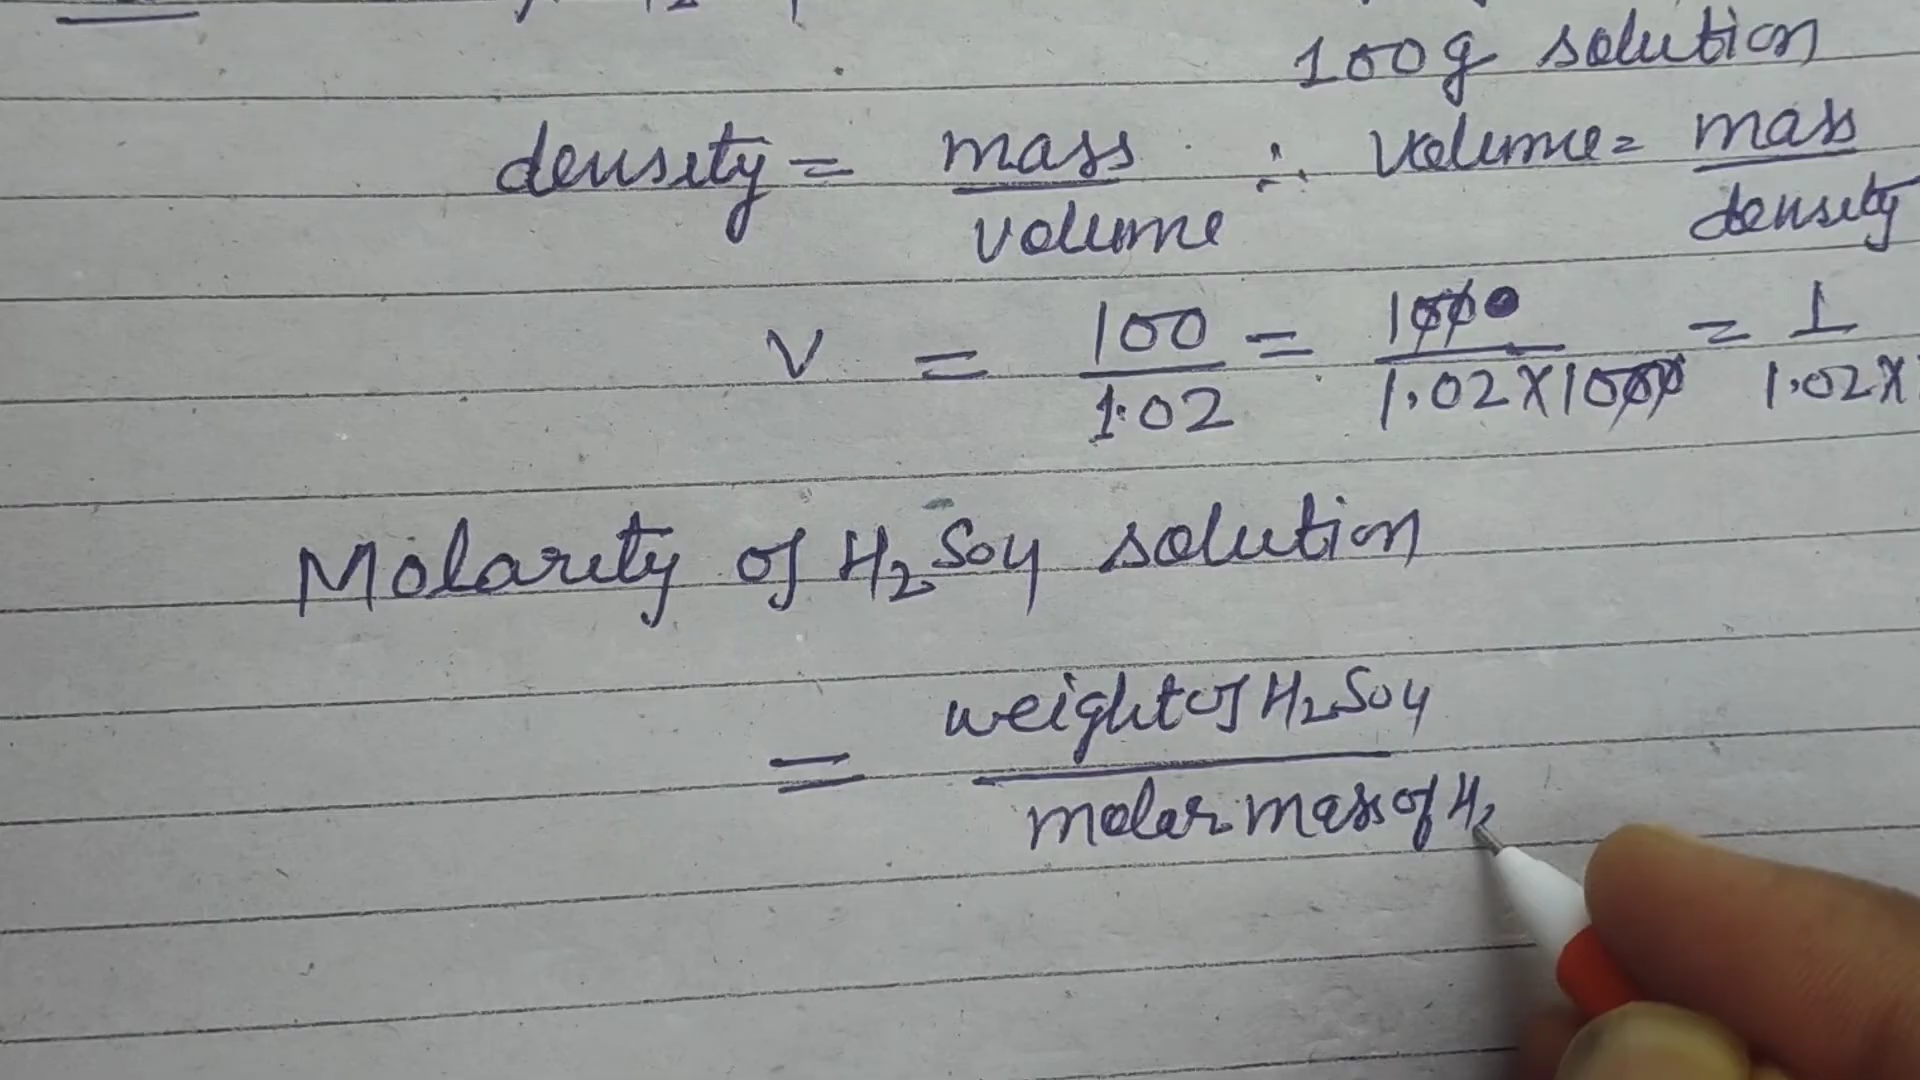 100g solution
density = mass / volume ∴ volume = mass / density
V = 100 / 1.02 = 1000 / 1.02 X 1000 = 1 / 1.02 X
Molarity of H₂So4 solution
= weight of H₂So4 / molar mass of H₂